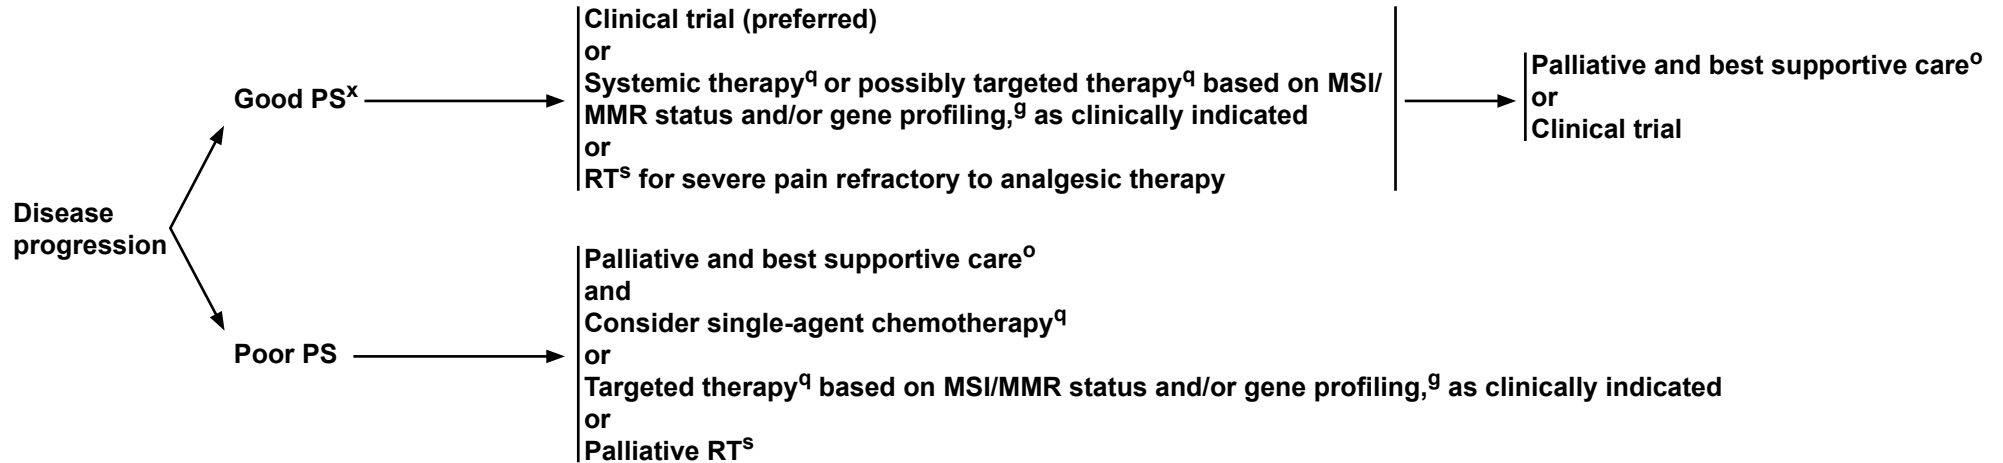 Disease
progression
Good PSx
Clinical trial (preferred)
or
Systemic therapyq or possibly targeted therapyq based on MSI/
MMR status and/or gene profiling,g as clinically indicated
or
RTs for severe pain refractory to analgesic therapy
Palliative and best supportive careo
or
Clinical trial
Poor PS
Palliative and best supportive careo
and
Consider single-agent chemotherapyq
or
Targeted therapyq based on MSI/MMR status and/or gene profiling,g as clinically indicated
or
Palliative RTs